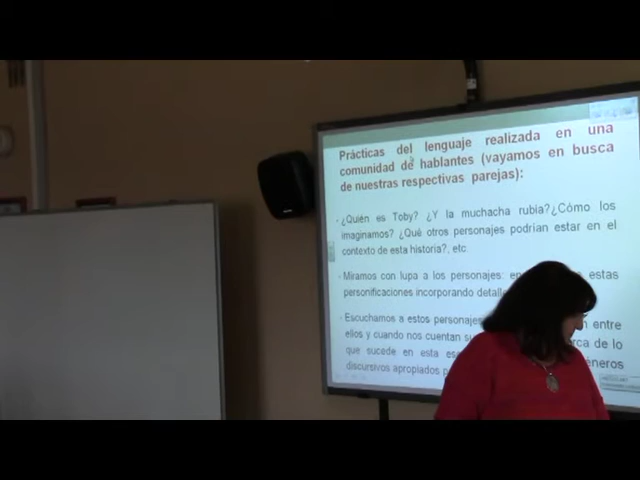 Prácticas del lenguaje realizada en una
comunidad de hablantes (vayamos en busca
de nuestras respectivas parejas):
- ¿Quién es Toby? ¿Y la muchacha rubia?¿Cómo los
imaginamos? ¿Qué otros personajes podrían estar en el
contexto de esta historia?, etc.
- Miramos con lupa a los personajes: estas
personificaciones incorporando
- Escuchamos a estos personajes entre
ellos y cuando nos cuentan de lo
que sucede en esta
discursivos apropiados